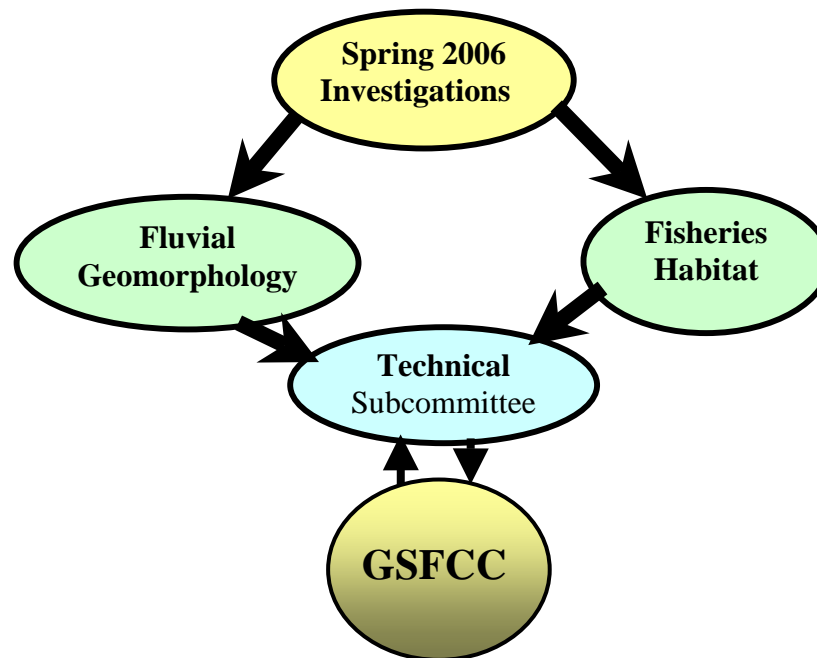 Spring 2006
Investigations
Fluvial
Geomorphology
Fisheries
Habitat
Technical
Subcommittee
GSFCC